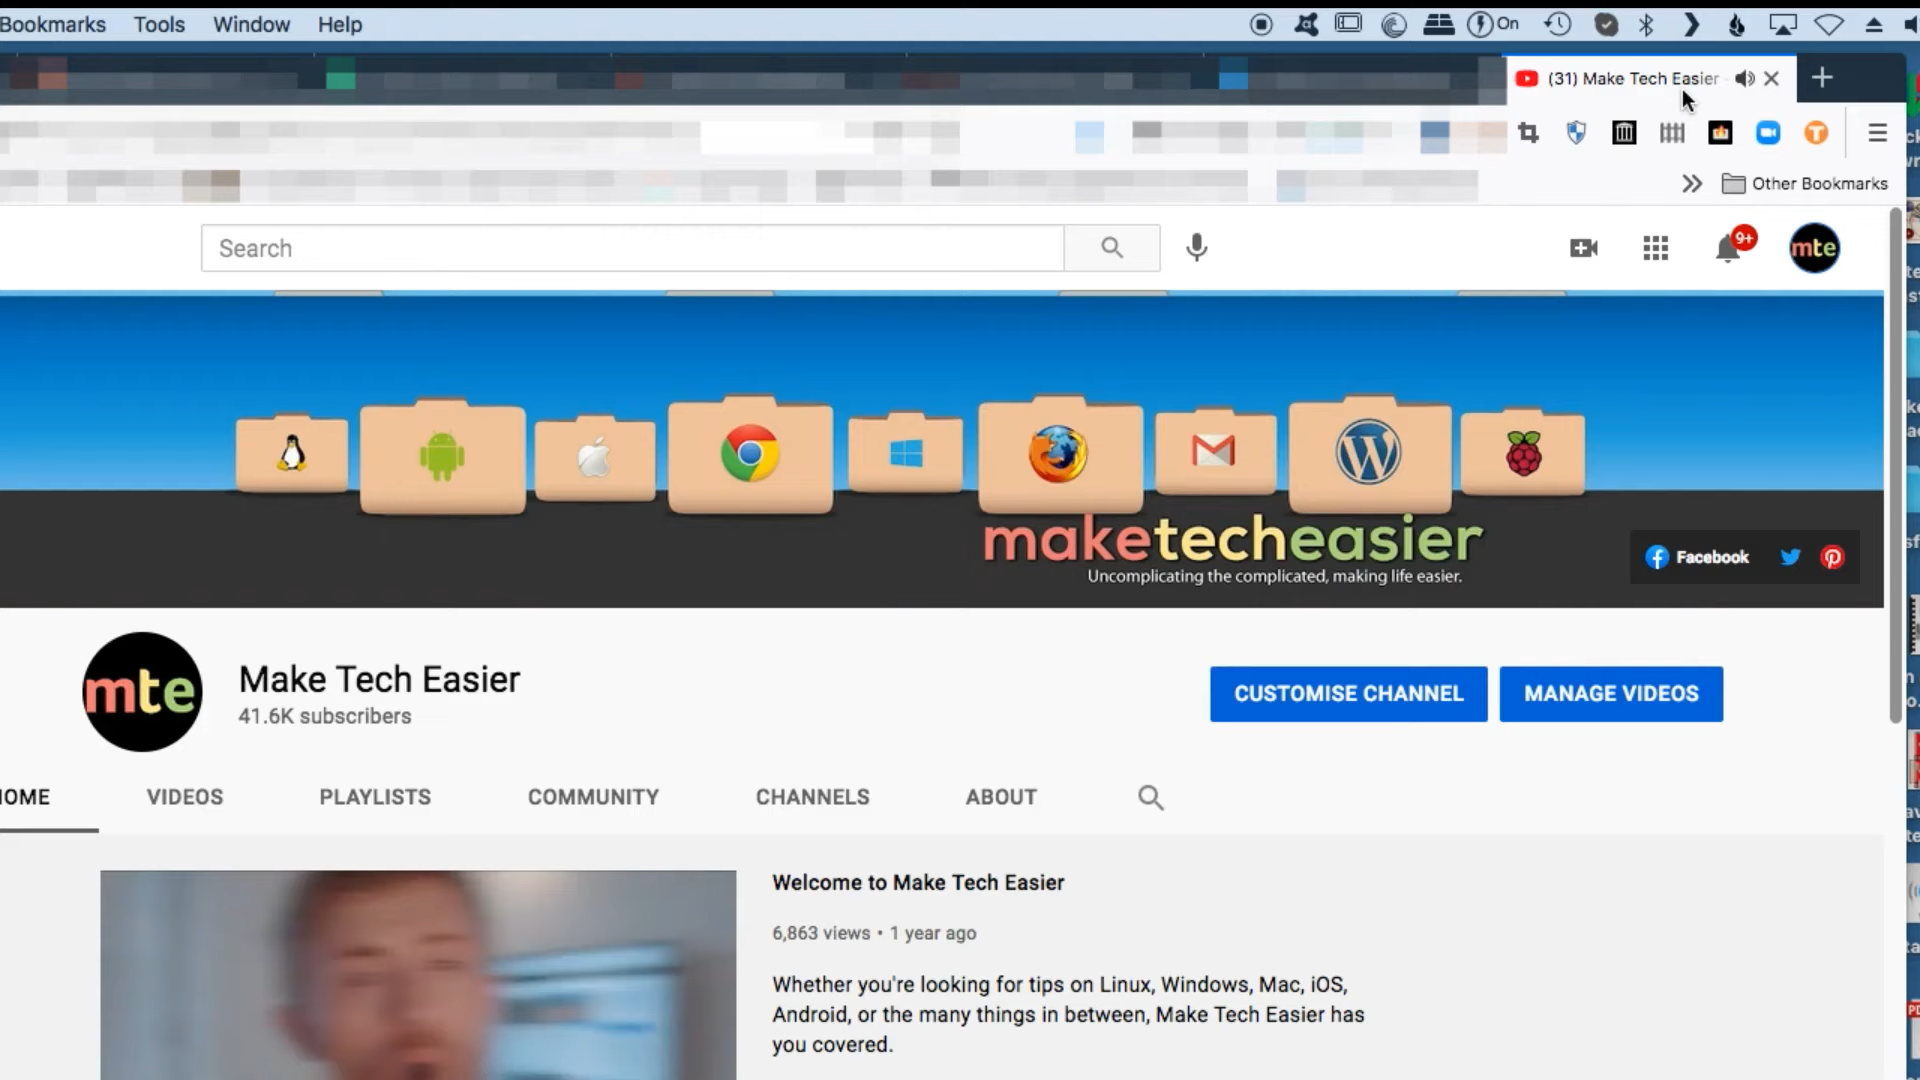 Bookmarks Tools Window Help On
(31) Make Tech Easier
Other Bookmarks
Search
9+
mte
maketecheasier
Uncomplicating the complicated, making life easier.
Facebook
mte
Make Tech Easier
41.6K subscribers
CUSTOMISE CHANNEL
MANAGE VIDEOS
OME VIDEOS PLAYLISTS COMMUNITY CHANNELS ABOUT
Welcome to Make Tech Easier
6,863 views • 1 year ago
Whether you're looking for tips on Linux, Windows, Mac, iOS,
Android, or the many things in between, Make Tech Easier has
you covered.